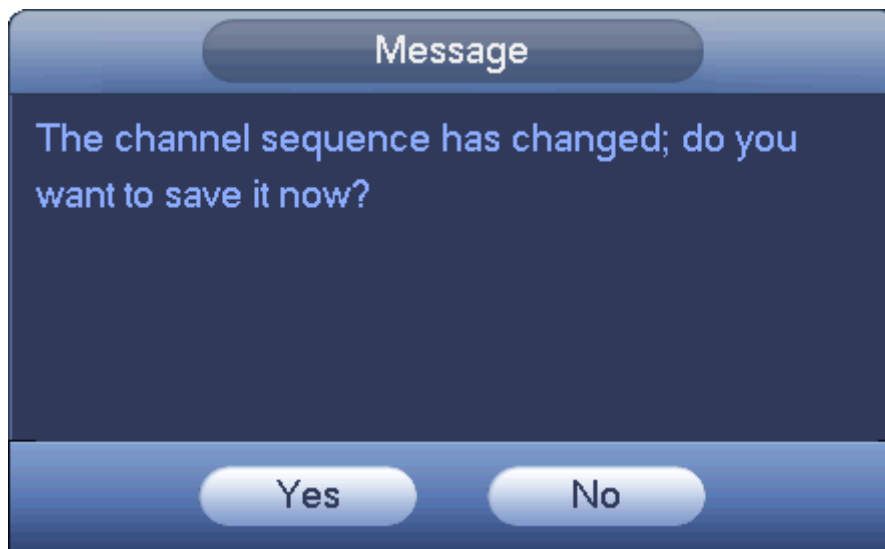 Message
The channel sequence has changed; do you
want to save it now?
Yes
No